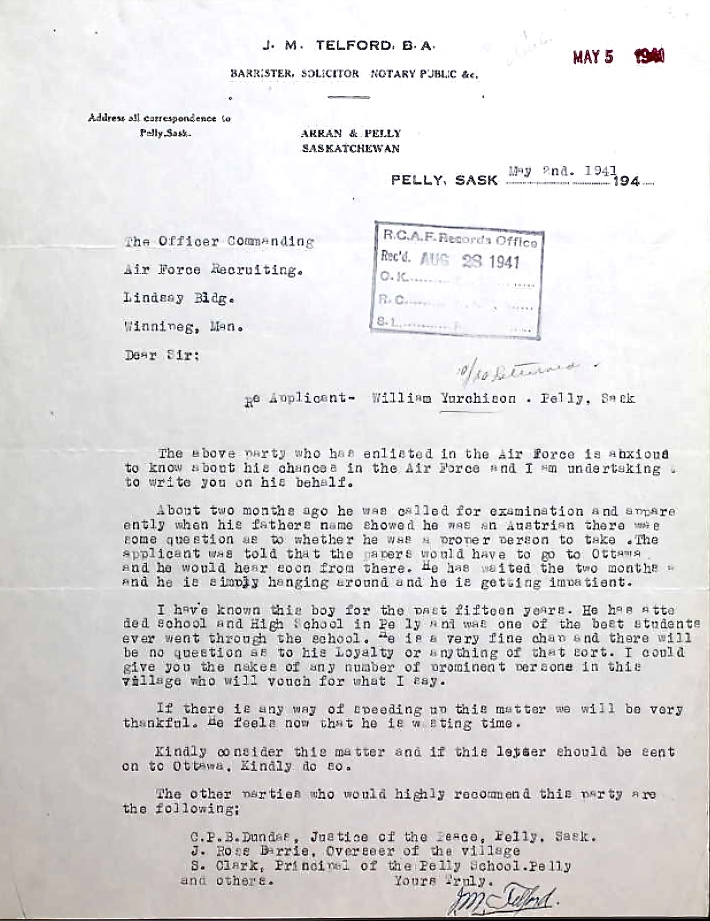 J. M. TELFORD, B. A.
MAY 5 1941
BARRISTER, SOLICITOR NOTARY PUBLIC &c.
Address all correspondence to
Pelly, Sask.
ARRAN & PELLY
SASKATCHEWAN
PELLY, SASK May 2nd. 1941 194
The Officer Commanding
Air Force Recruiting.
Lindsay Bldg.
Winnipeg, Man.
Dear Sir:
R.C.A.F. Records Office
Rec'd. AUG 28 1941
O.K.
R.C.
S.L.
Re Applicant- William Yurchison . Pelly, Sask
The above party who has enlisted in the Air Force is abxioud
to know about his chances in the Air Force and I am undertaking
to write you on his behalf.
About two months ago he was called for examination and appare
ently when his fathers name showed he was an Austrian there was
some question as to whether he was a proper person to take .The
applicant was told that the papers would have to go to Ottawa
and he would hear soon from there. He has waited the two months
and he is simply hanging around and he is getting impatient.
I have known this boy for the past fifteen years. He has atte
ded school and High School in Pe ly and was one of the best students
ever went through the school. He is a very fine chap and there will
be no question as to his Loyalty or anything of that sort. I could
give you the nakes of any number of prominent persons in this
village who will vouch for what I say.
If there is any way of speeding up this matter we will be very
thankful. He feels now that he is w sting time.
Kindly consider this matter and if this letser should be sent
on to Ottawa, Kindly do so.
The other parties who would highly recommend this party are
the following;
C.P.B.Dundas, Justice of the Peace, Pelly, Sask.
J. Ross Barrie, Overseer of the village
S. Clark, Principal of the Pelly School.Pelly
and others. Yours Truly.
JM Telford.